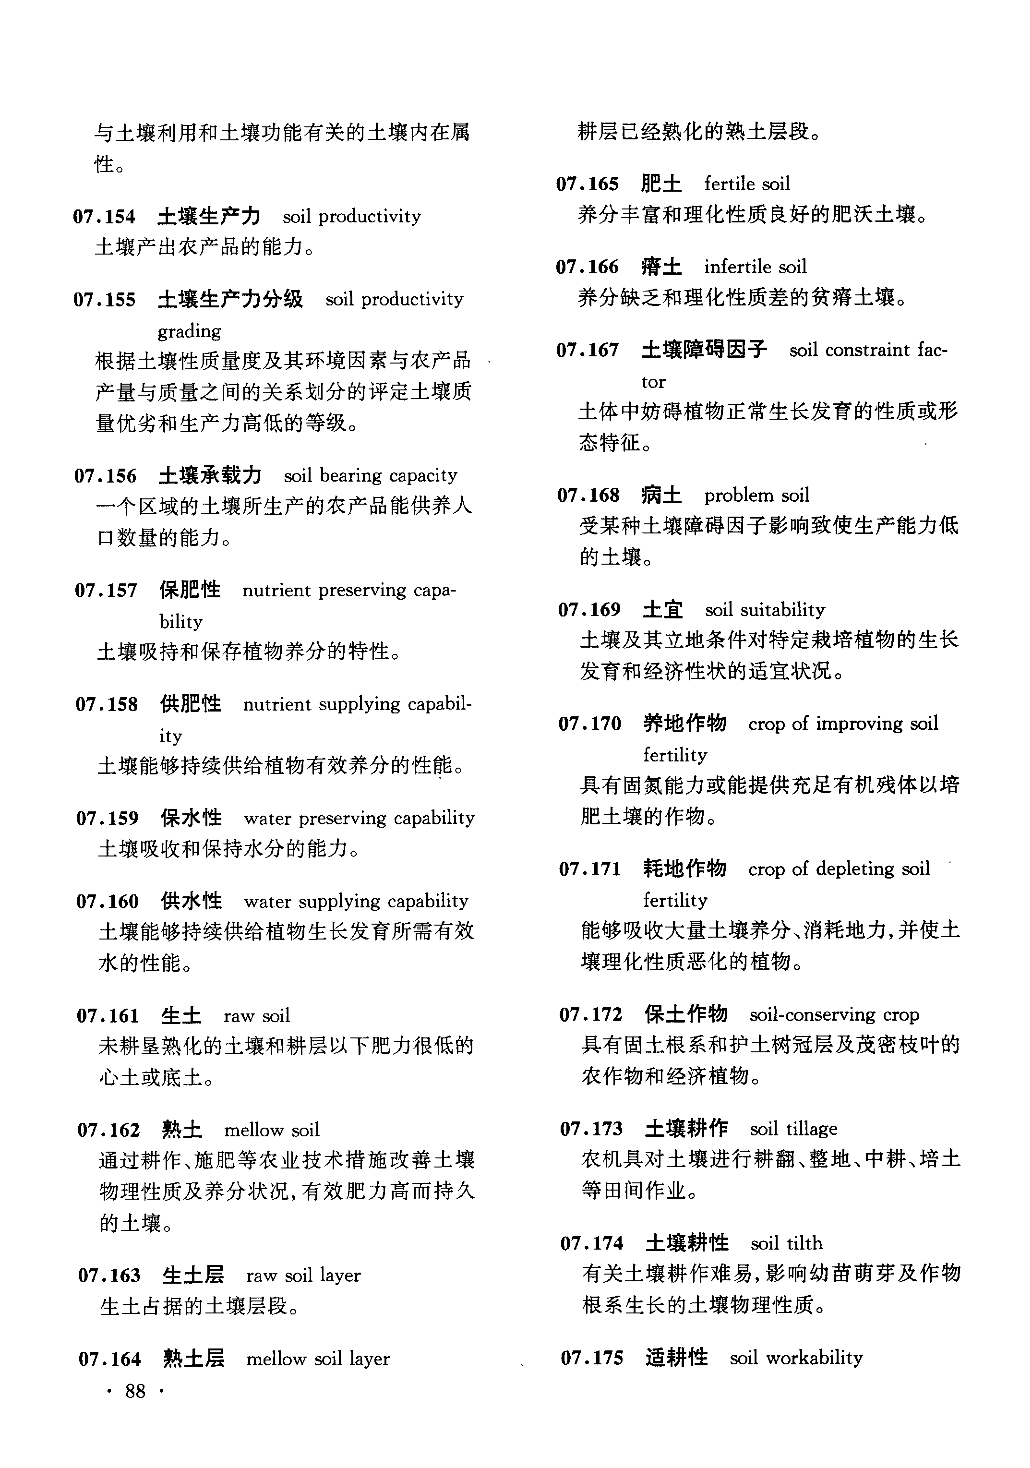 与土壤利用和土壤功能有关的土壤内在属
性。
07.154 土壤生产力 soil productivity
土壤产出农产品的能力。
07.155 土壤生产力分级 soil productivity
grading
根据土壤性质量度及其环境因素与农产品
产量与质量之间的关系划分的评定土壤质
量优劣和生产力高低的等级。
07.156 土壤承载力 soil bearing capacity
一个区域的土壤所生产的农产品能供养人
口数量的能力。
07.157 保肥性 nutrient preserving capa-
bility
土壤吸持和保存植物养分的特性。
07.158 供肥性 nutrient supplying capabil-
ity
土壤能够持续供给植物有效养分的性能。
07.159 保水性 water preserving capability
土壤吸收和保持水分的能力。
07.160 供水性 water supplying capability
土壤能够持续供给植物生长发育所需有效
水的性能。
07.161 生土 raw soil
未耕垦熟化的土壤和耕层以下肥力很低的
心土或底土。
07.162 熟土 mellow soil
通过耕作、施肥等农业技术措施改善土壤
物理性质及养分状况,有效肥力高而持久
的土壤。
07.163 生土层 raw soil layer
生土占据的土壤层段。
07.164 熟土层 mellow soil layer
· 88 ·
耕层已经熟化的熟土层段。
07.165 肥土 fertile soil
养分丰富和理化性质良好的肥沃土壤。
07.166 瘠土 infertile soil
养分缺乏和理化性质差的贫瘠土壤。
07.167 土壤障碍因子 soil constraint fac-
tor
土体中妨碍植物正常生长发育的性质或形
态特征。
07.168 病土 problem soil
受某种土壤障碍因子影响致使生产能力低
的土壤。
07.169 土宜 soil suitability
土壤及其立地条件对特定栽培植物的生长
发育和经济性状的适宜状况。
07.170 养地作物 crop of improving soil
fertility
具有固氮能力或能提供充足有机残体以培
肥土壤的作物。
07.171 耗地作物 crop of depleting soil
fertility
能够吸收大量土壤养分、消耗地力,并使土
壤理化性质恶化的植物。
07.172 保土作物 soil-conserving crop
具有固土根系和护土树冠层及茂密枝叶的
农作物和经济植物。
07.173 土壤耕作 soil tillage
农机具对土壤进行耕翻、整地、中耕、培土
等田间作业。
07.174 土壤耕性 soil tilth
有关土壤耕作难易,影响幼苗萌芽及作物
根系生长的土壤物理性质。
07.175 适耕性 soil workability